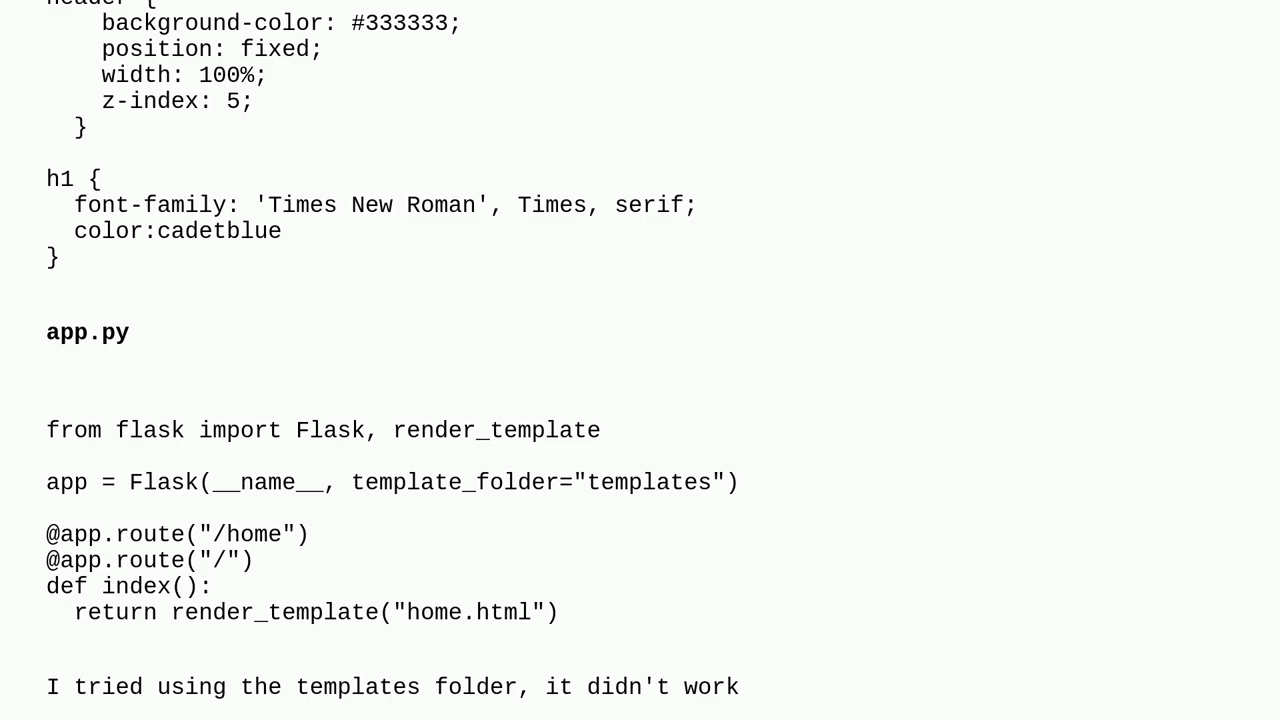 header {
    background-color: #333333;
    position: fixed;
    width: 100%;
    z-index: 5;
  }
h1 {
  font-family: 'Times New Roman', Times, serif;
  color:cadetblue
}
app.py
from flask import Flask, render_template
app = Flask(__name__, template_folder="templates")
@app.route("/home")
@app.route("/")
def index():
  return render_template("home.html")
I tried using the templates folder, it didn't work